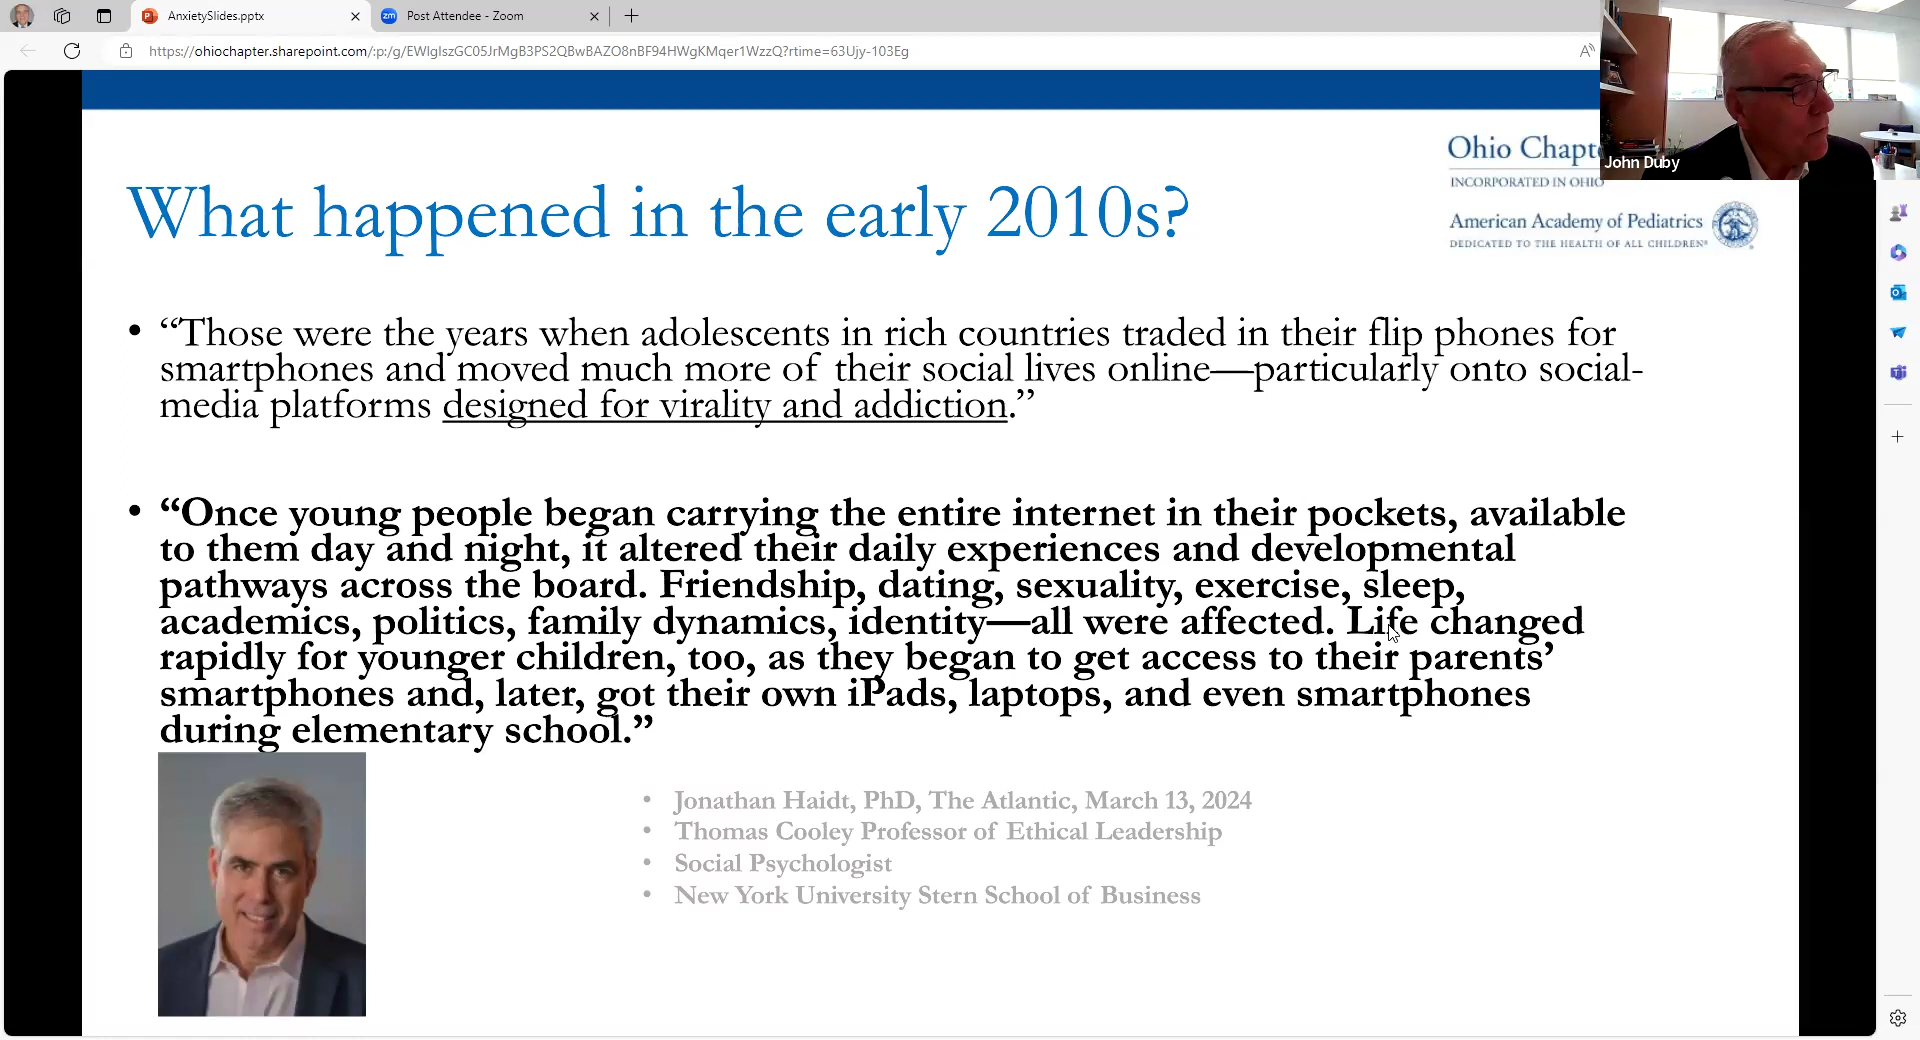 AnxietySlides.pptx
zm
Post Attendee - Zoom
https://ohiochapter.sharepoint.com/:p:/g/EWIgIszGC05JrMgB3PS2QBwBAZO8nBF94HWgKMqer1WzzQ?rtime=63Ujy-103Eg
John Duby
Ohio Chapt
INCORPORATED IN OHIO
American Academy of Pediatrics
DEDICATED TO THE HEALTH OF ALL CHILDREN®
What happened in the early 2010s?
• “Those were the years when adolescents in rich countries traded in their flip phones for
smartphones and moved much more of their social lives online—particularly onto social-
media platforms designed for virality and addiction.”
• “Once young people began carrying the entire internet in their pockets, available
to them day and night, it altered their daily experiences and developmental
pathways across the board. Friendship, dating, sexuality, exercise, sleep,
academics, politics, family dynamics, identity—all were affected. Life changed
rapidly for younger children, too, as they began to get access to their parents’
smartphones and, later, got their own iPads, laptops, and even smartphones
during elementary school.”
• Jonathan Haidt, PhD, The Atlantic, March 13, 2024
• Thomas Cooley Professor of Ethical Leadership
• Social Psychologist
• New York University Stern School of Business